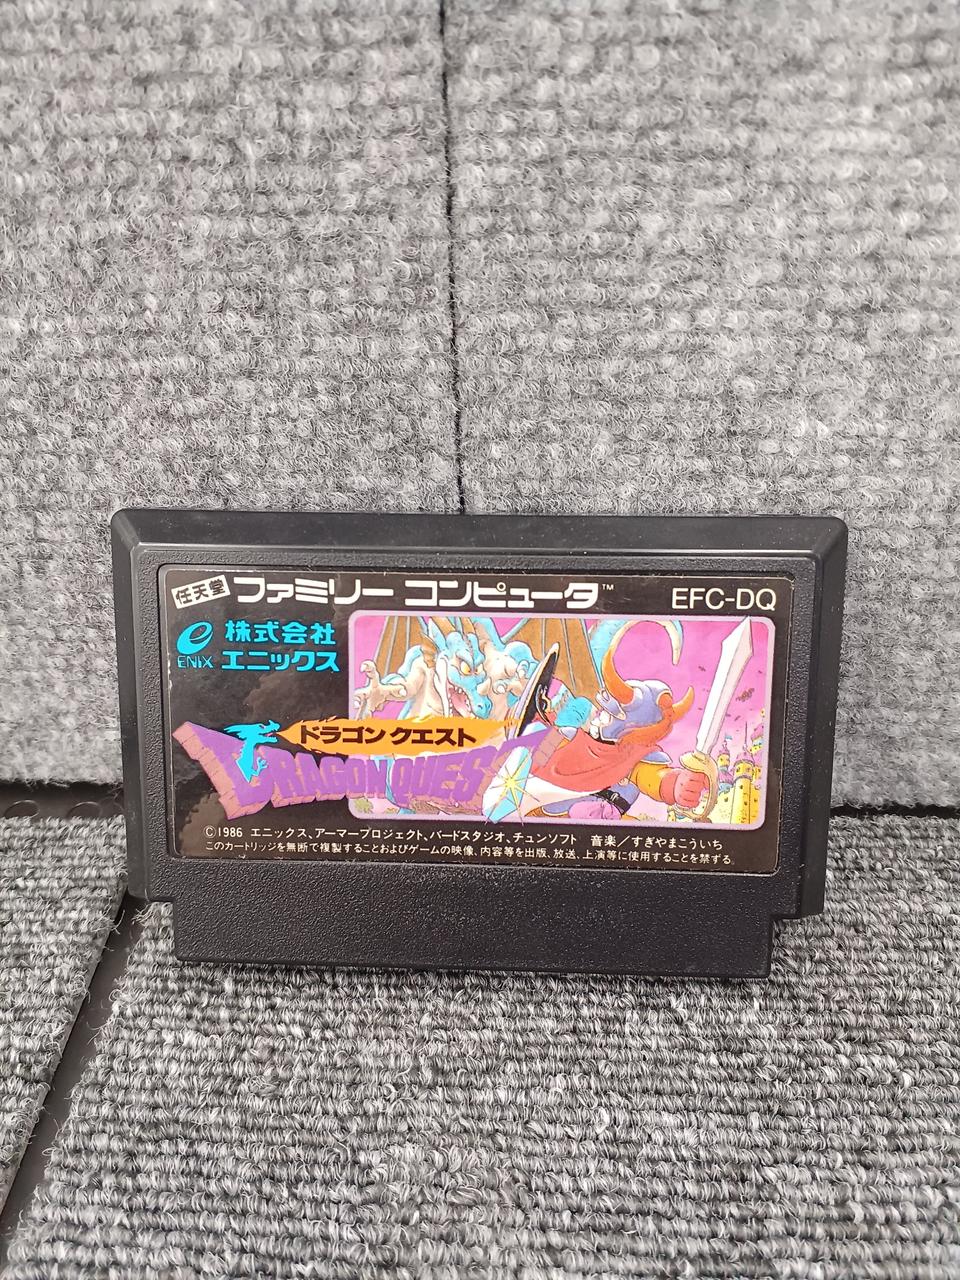 任天堂 ファミリー コンピュータ™ EFC-DQ
ENIX 株式会社
エニックス
ドラゴンクエスト
DRAGON QUEST
©1986 エニックス、アーマープロジェクト、バードスタジオ、チュンソフト 音楽／すぎやまこういち
このカートリッジを無断で複製することおよびゲームの映像、内容等を出版、放送、上演等に使用することを禁ずる。